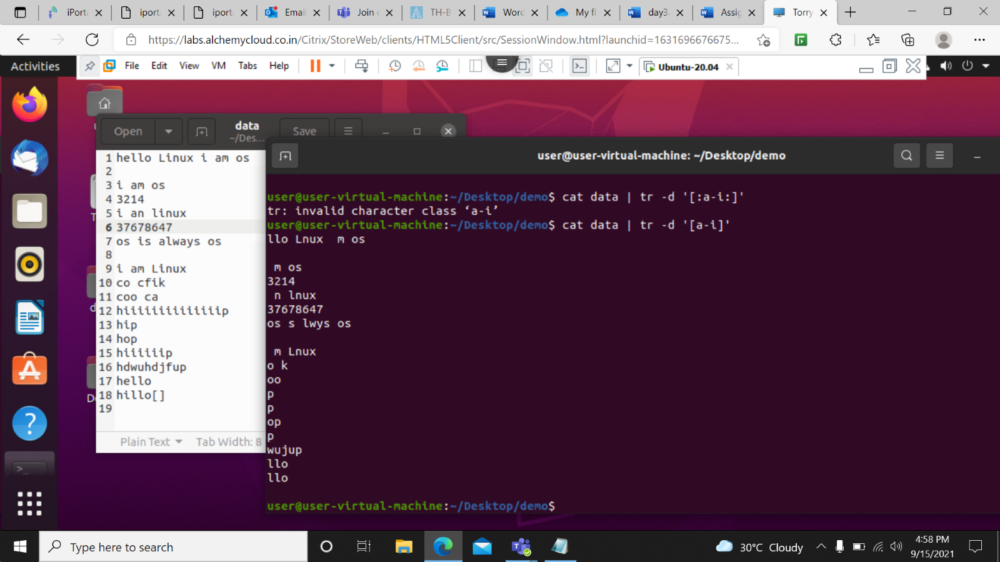 iPort
iport
iport
Email
Join
TH-B
Word
My fi
day3
Assig
Torry
https://labs.alchemycloud.co.in/Citrix/StoreWeb/clients/HTML5Client/src/SessionWindow.html?launchid=1631696676675...
Activities
File Edit View VM Tabs Help
Ubuntu-20.04
Open
data
~/Des...
Save
1 hello Linux i am os
2
3 i am os
4 3214
5 i an linux
6 37678647
7 os is always os
8
9 i am Linux
10 co cfik
11 coo ca
12 hiiiiiiiiiiiiiip
13 hip
14 hop
15 hiiiiiip
16 hdwuhdjfup
17 hello
18 hillo[]
19
Plain Text Tab Width: 8
user@user-virtual-machine: ~/Desktop/demo
user@user-virtual-machine:~/Desktop/demo$ cat data | tr -d '[:a-i:]'
tr: invalid character class ‘a-i’
user@user-virtual-machine:~/Desktop/demo$ cat data | tr -d '[a-i]'
llo Lnux  m os
 m os
3214
 n lnux
37678647
os s lwys os
 m Lnux
o k
oo
p
p
op
p
wujup
llo
llo
user@user-virtual-machine:~/Desktop/demo$
Type here to search
30°C Cloudy
4:58 PM
9/15/2021